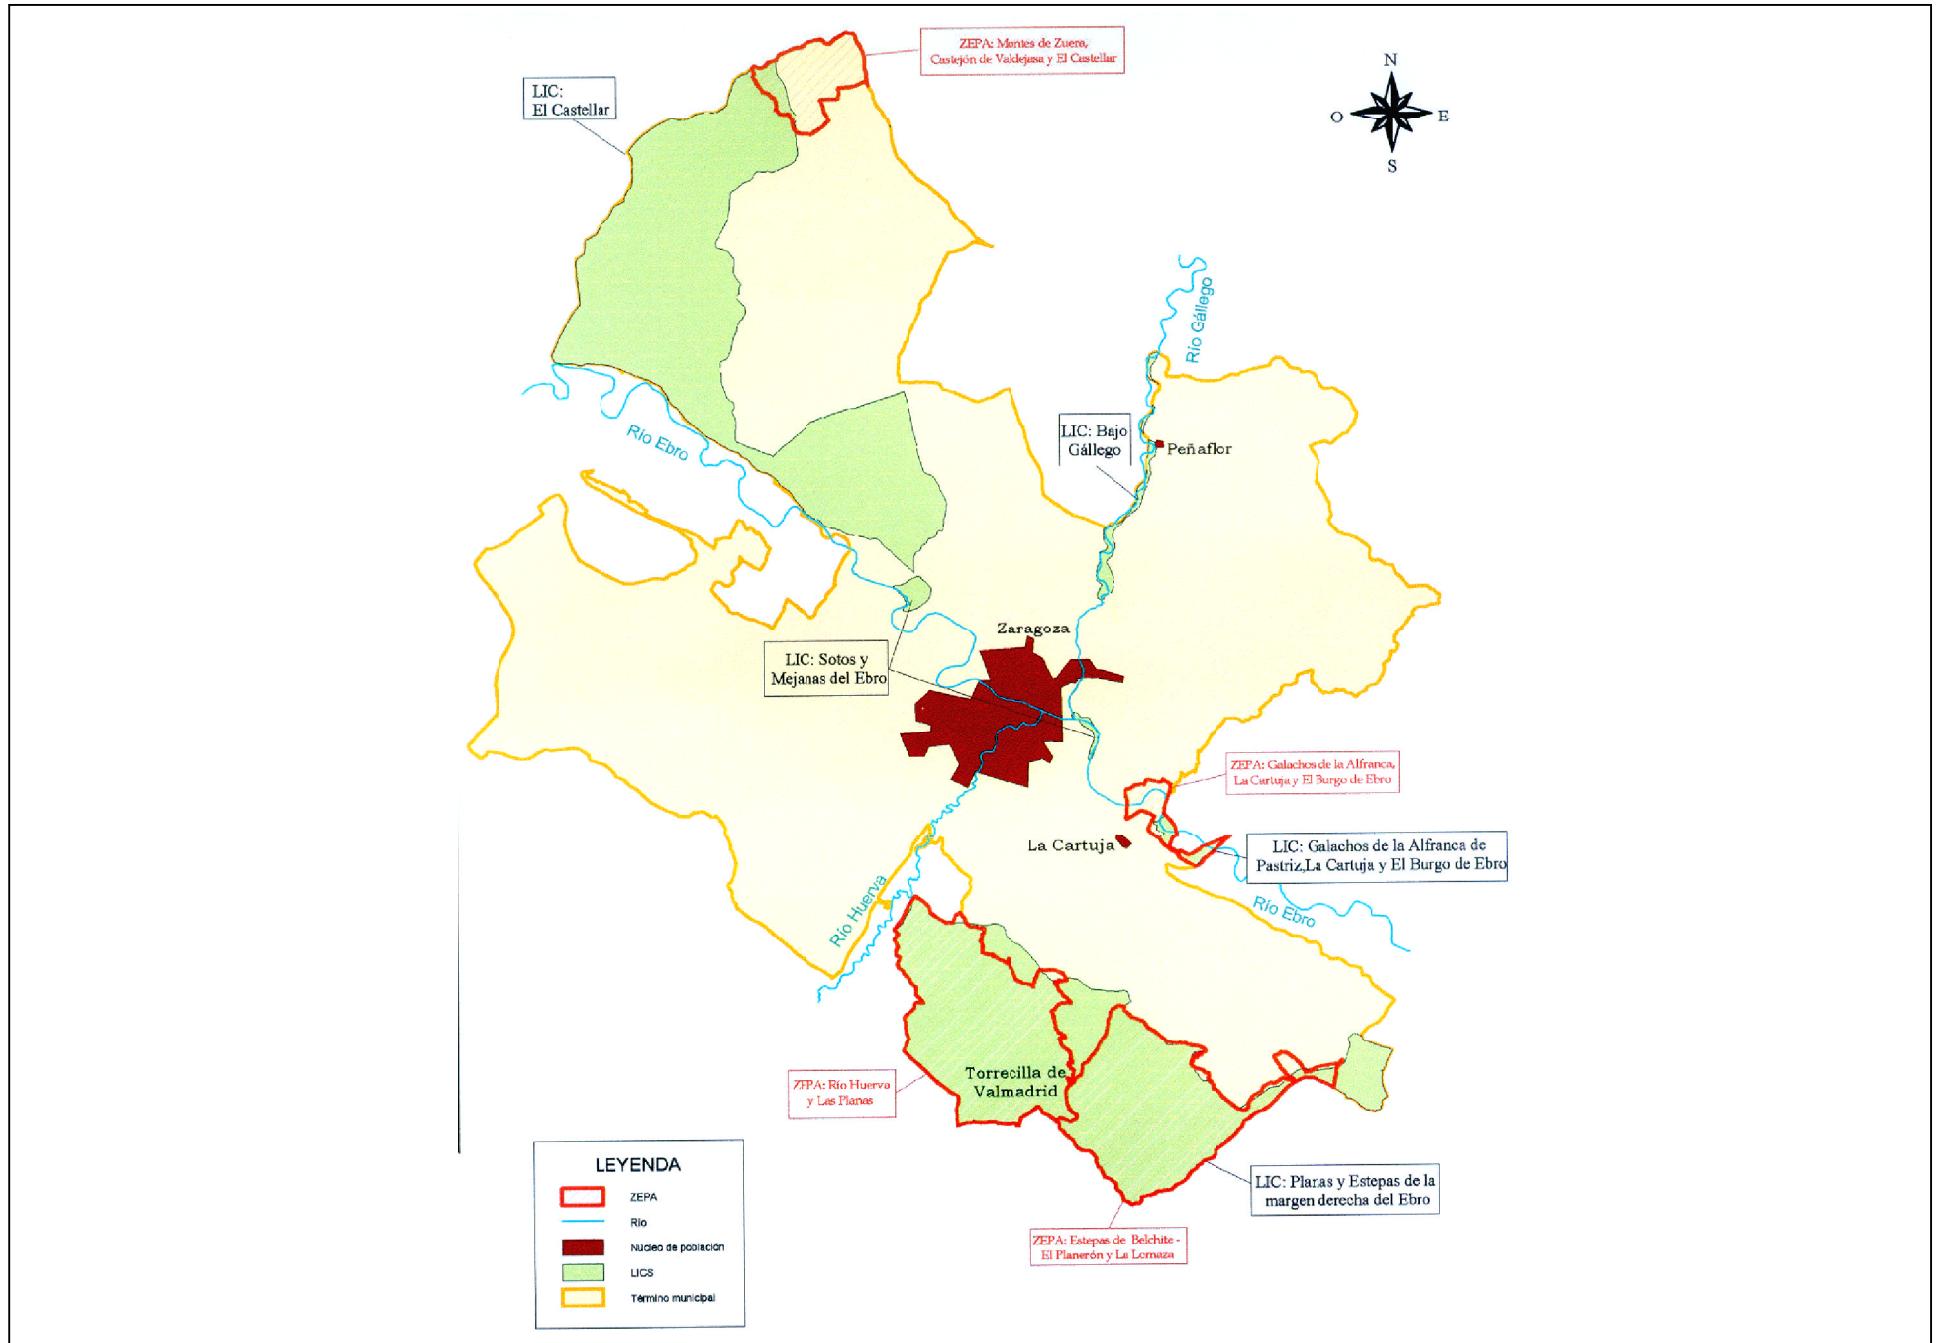 ZEPA: Montes de Zuera,
Castejón de Valdejasa y El Castellar
N
O
E
S
LIC:
El Castellar
Río Gállego
LIC: Bajo
Gállego
Peñaflor
Río Ebro
Zaragoza
LIC: Sotos y
Mejanas del Ebro
ZEPA: Galachos de la Alfranca,
La Cartuja y El Burgo de Ebro
La Cartuja
LIC: Galachos de la Alfranca de
Pastriz,La Cartuja y El Burgo de Ebro
Río Huerva
Río Ebro
Torrecilla de
Valmadrid
ZEPA: Río Huerva
y Las Planas
LIC: Planas y Estepas de la
margen derecha del Ebro
ZEPA: Estepas de Belchite -
El Planerón y La Lomaza
LEYENDA
ZEPA
Río
Núcleo de población
LICS
Término municipal